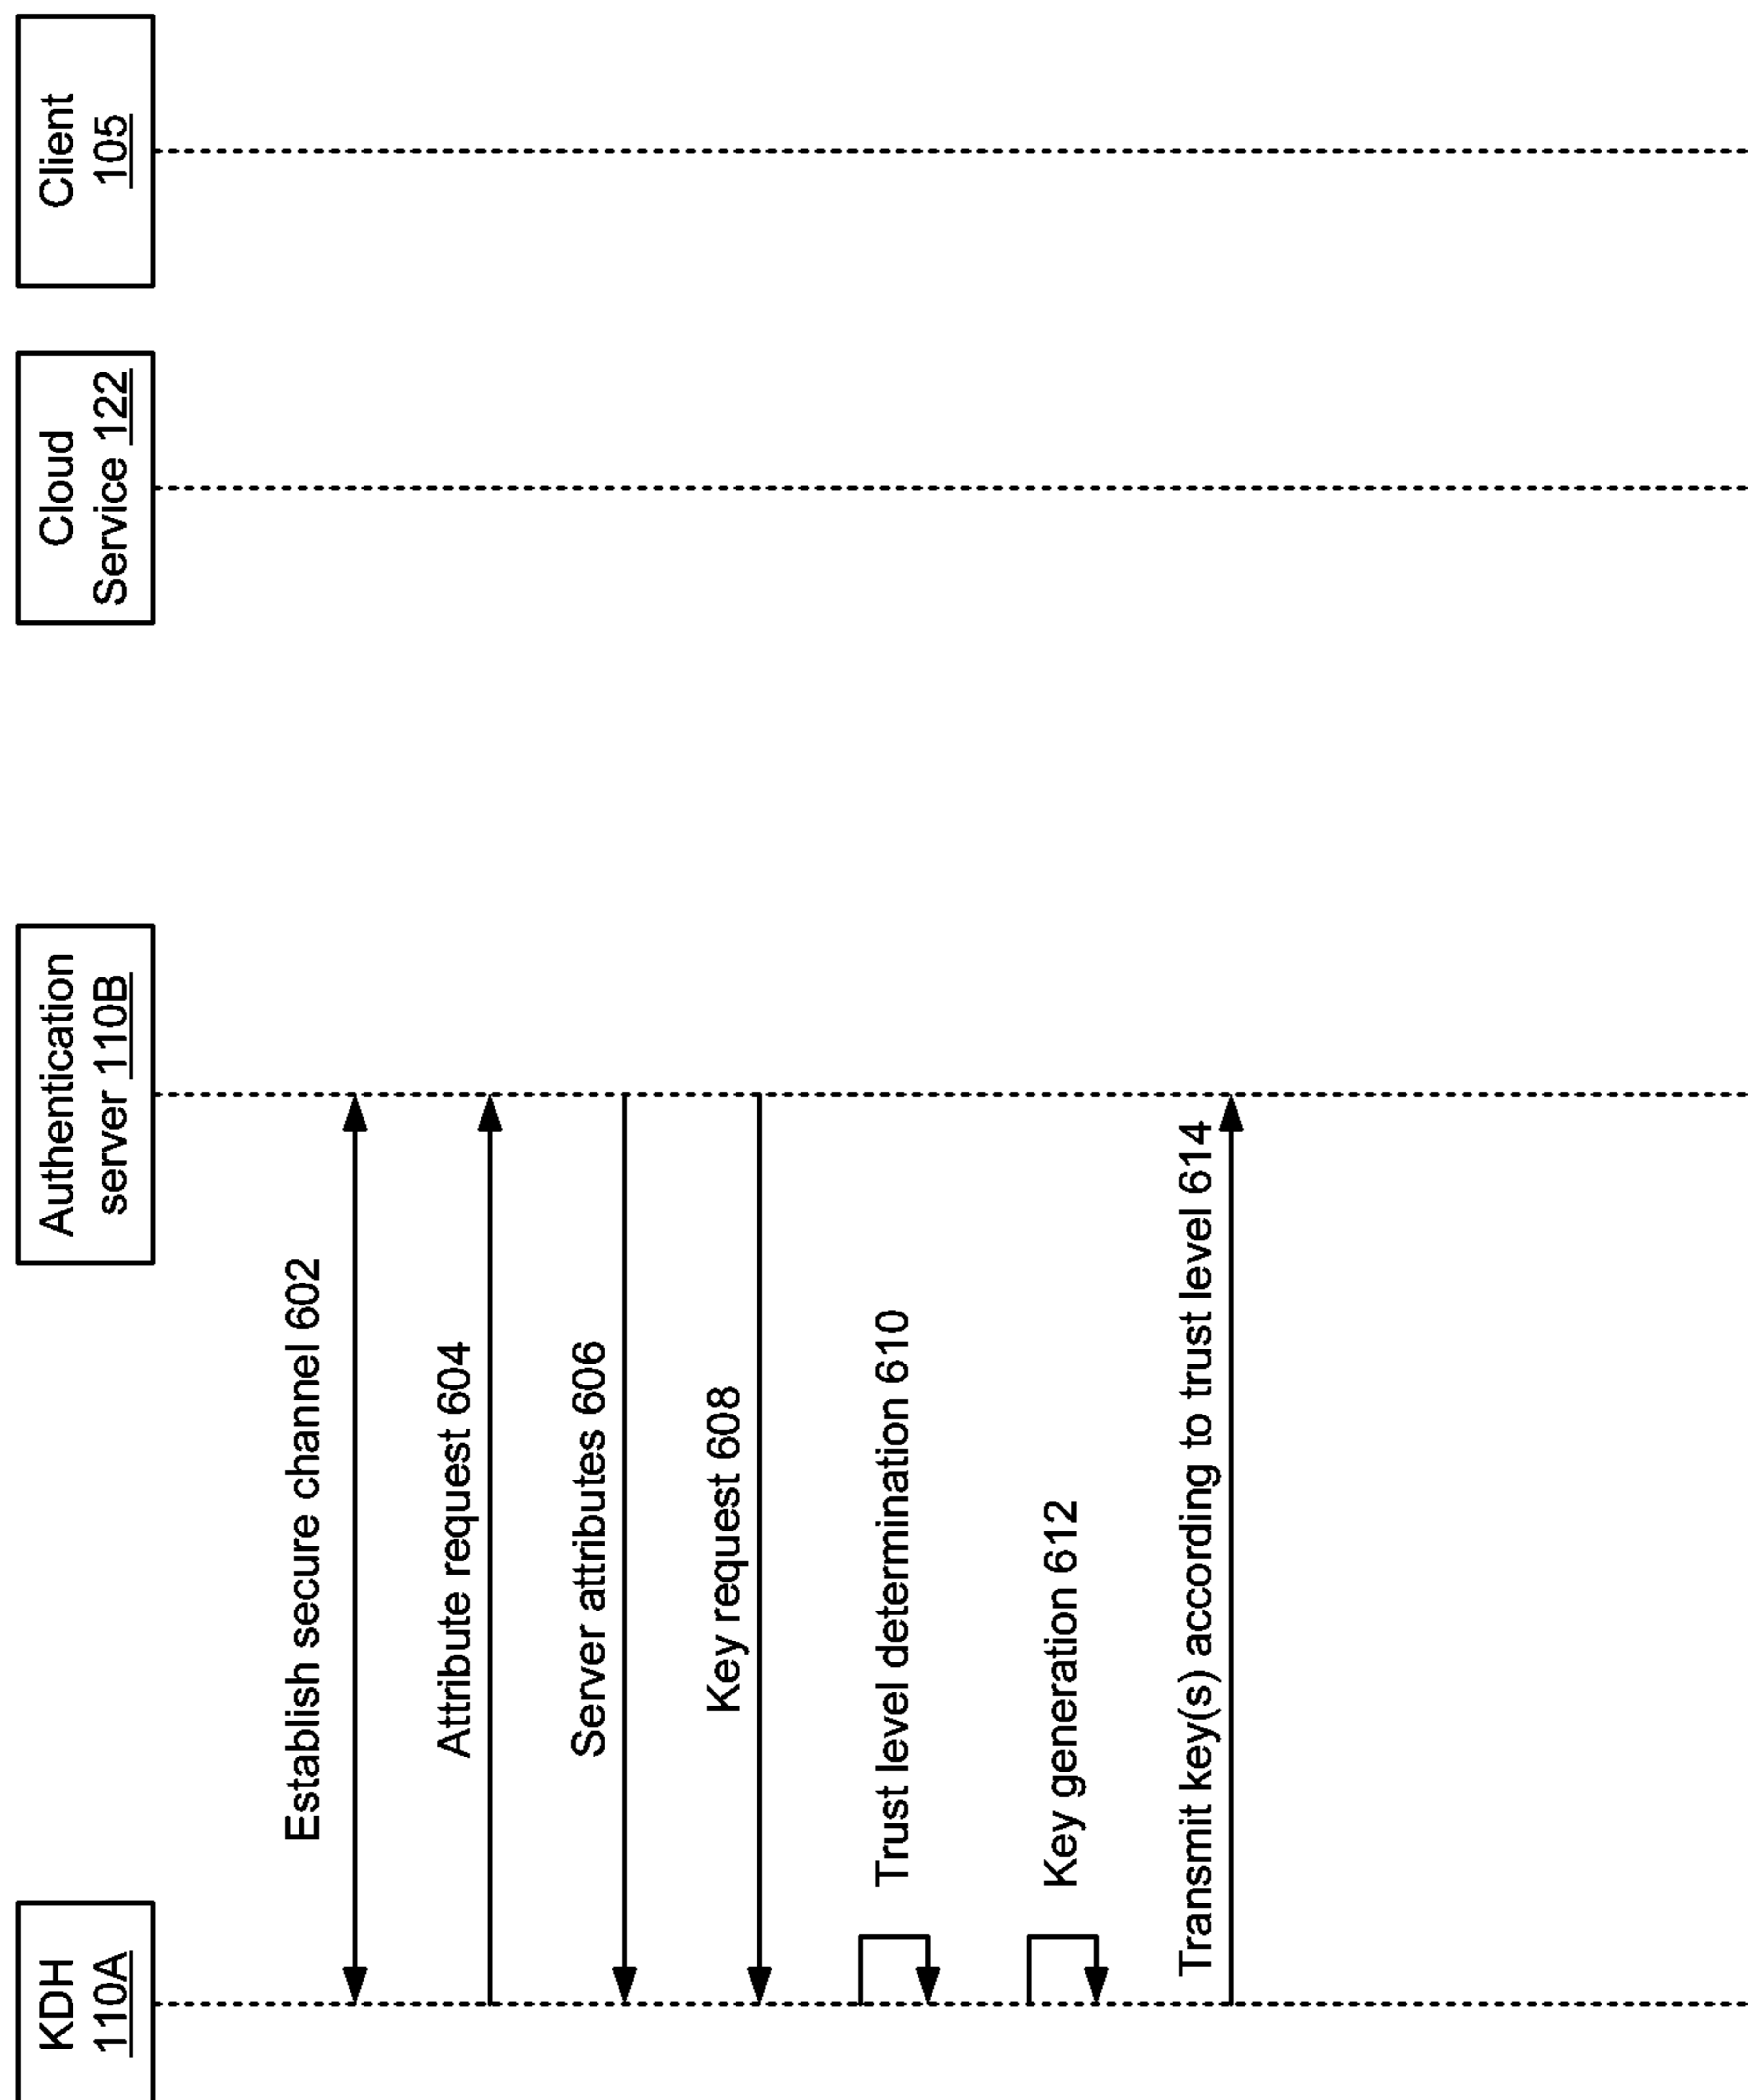 KDH
110A
Authentication
server 110B
Cloud
Service 122
Client
105
Establish secure channel 602
Attribute request 604
Server attributes 606
Key request 608
Trust level determination 610
Key generation 612
Transmit key(s) according to trust level 614